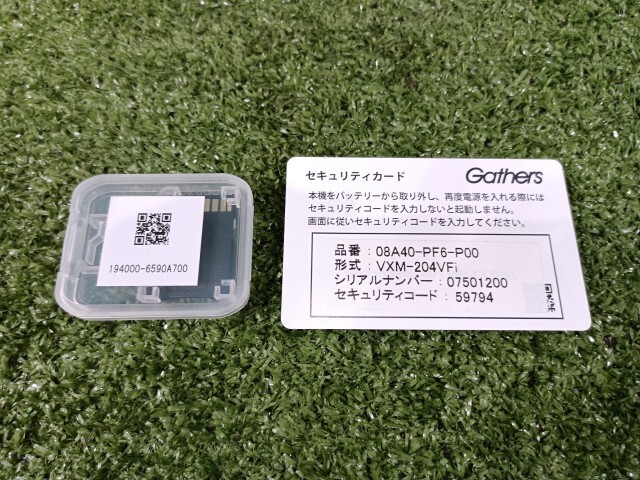 194000-6590A700
セキュリティカード
Gathers
本機をバッテリーから取り外し、再度電源を入れる際には
セキュリティコードを入力しないと起動しません。
画面に従いセキュリティコードを入力してください。
品番 : 08A40-PF6-P00
形式 : VXM-204VFi
シリアルナンバー : 07501200
セキュリティコード : 59794